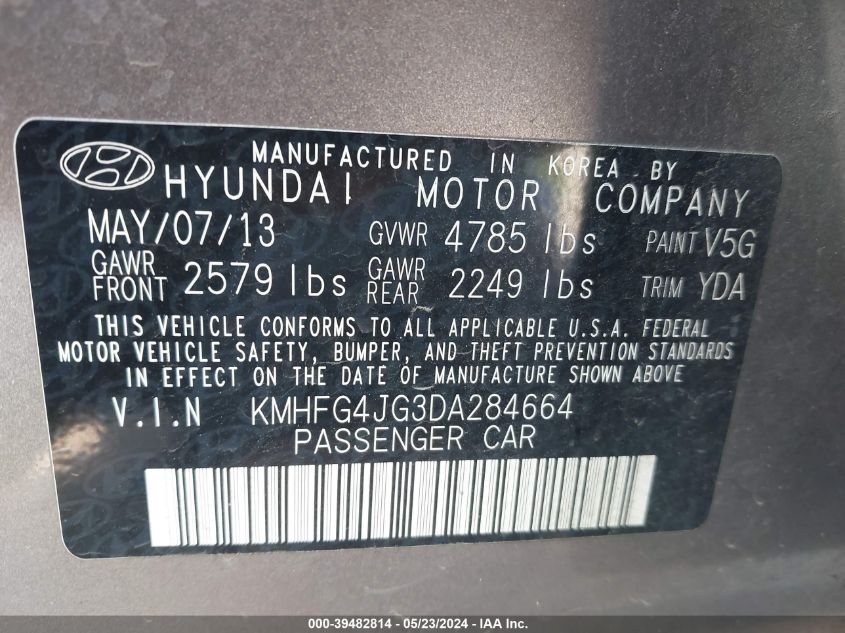 MANUFACTURED IN KOREA BY
HYUNDAI MOTOR COMPANY
MAY/07/13 GVWR 4785 lbs PAINT V5G
GAWR FRONT 2579 lbs GAWR REAR 2249 lbs TRIM YDA
THIS VEHICLE CONFORMS TO ALL APPLICABLE U.S.A. FEDERAL
MOTOR VEHICLE SAFETY, BUMPER, AND THEFT PREVENTION STANDARDS
IN EFFECT ON THE DATE OF MANUFACTURE SHOWN ABOVE
V.I.N KMHFG4JG3DA284664
PASSENGER CAR
000-39482814 - 05/23/2024 - IAA Inc.